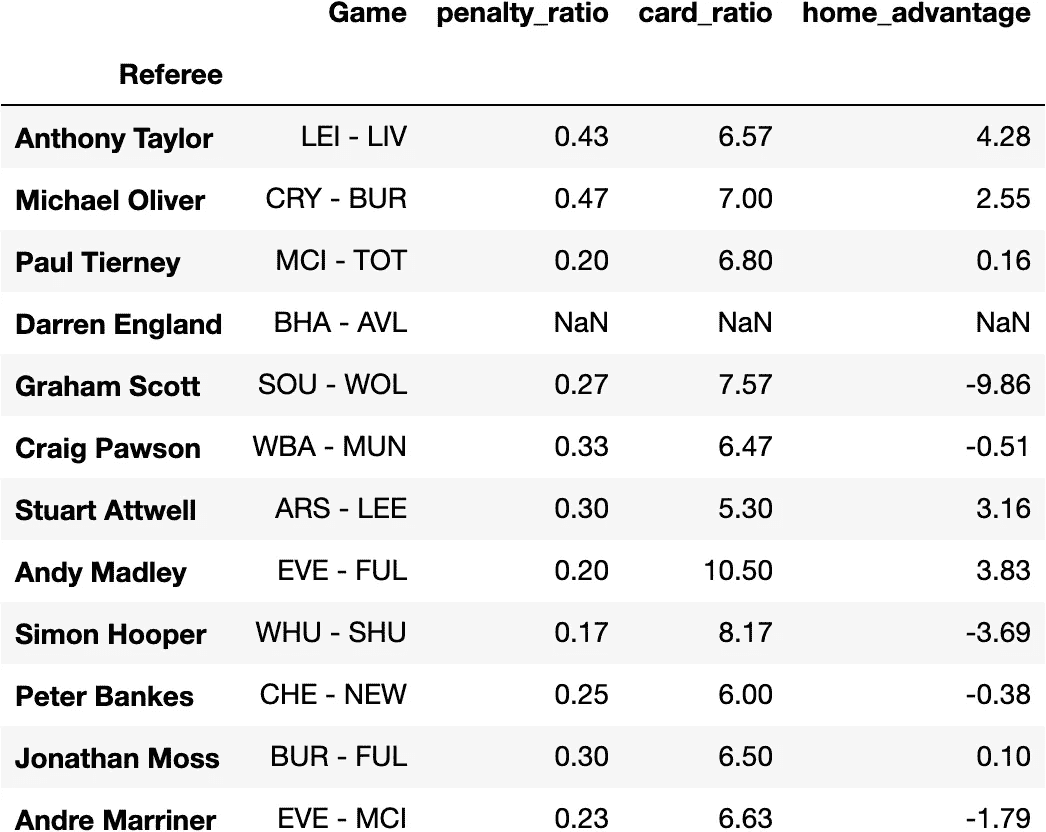 Game penalty_ratio card_ratio home_advantage
Referee
Anthony Taylor LEI - LIV 0.43 6.57 4.28
Michael Oliver CRY - BUR 0.47 7.00 2.55
Paul Tierney MCI - TOT 0.20 6.80 0.16
Darren England BHA - AVL NaN NaN NaN
Graham Scott SOU - WOL 0.27 7.57 -9.86
Craig Pawson WBA - MUN 0.33 6.47 -0.51
Stuart Attwell ARS - LEE 0.30 5.30 3.16
Andy Madley EVE - FUL 0.20 10.50 3.83
Simon Hooper WHU - SHU 0.17 8.17 -3.69
Peter Bankes CHE - NEW 0.25 6.00 -0.38
Jonathan Moss BUR - FUL 0.30 6.50 0.10
Andre Marriner EVE - MCI 0.23 6.63 -1.79